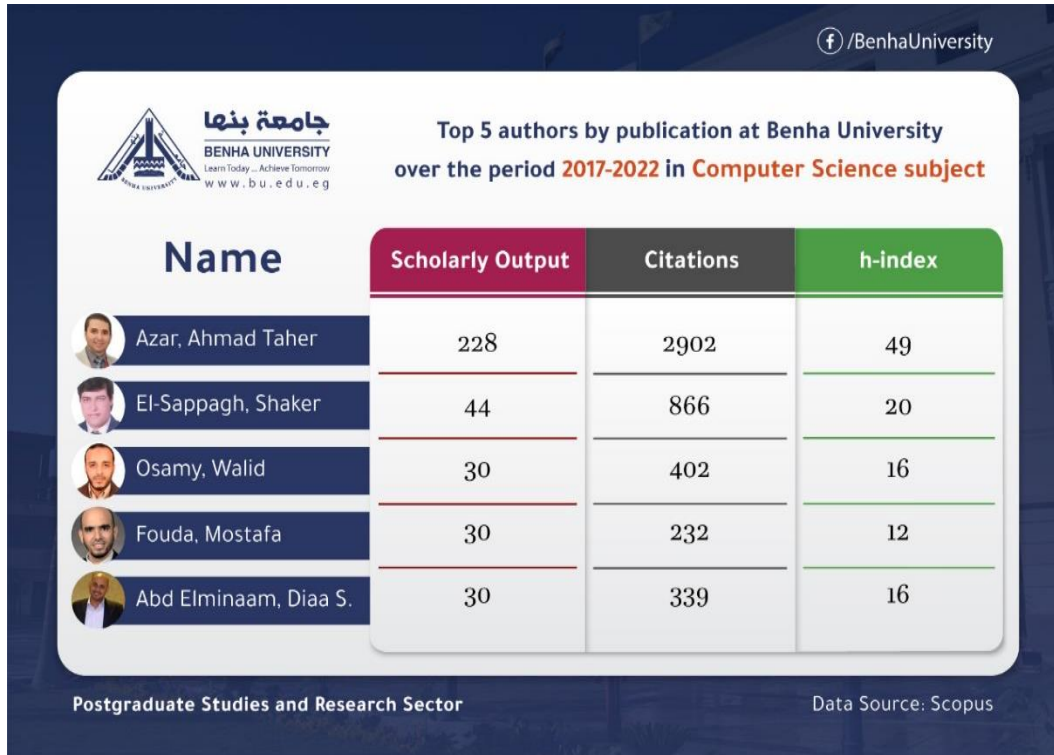 /BenhaUniversity
جامعة بنها
BENHA UNIVERSITY
Learn Today ... Achieve Tomorrow
www.bu.edu.eg
BENHA UNIVERSITY
Top 5 authors by publication at Benha University
over the period 2017-2022 in Computer Science subject
Name Scholarly Output Citations h-index
Azar, Ahmad Taher 228 2902 49
El-Sappagh, Shaker 44 866 20
Osamy, Walid 30 402 16
Fouda, Mostafa 30 232 12
Abd Elminaam, Diaa S. 30 339 16
Postgraduate Studies and Research Sector
Data Source: Scopus